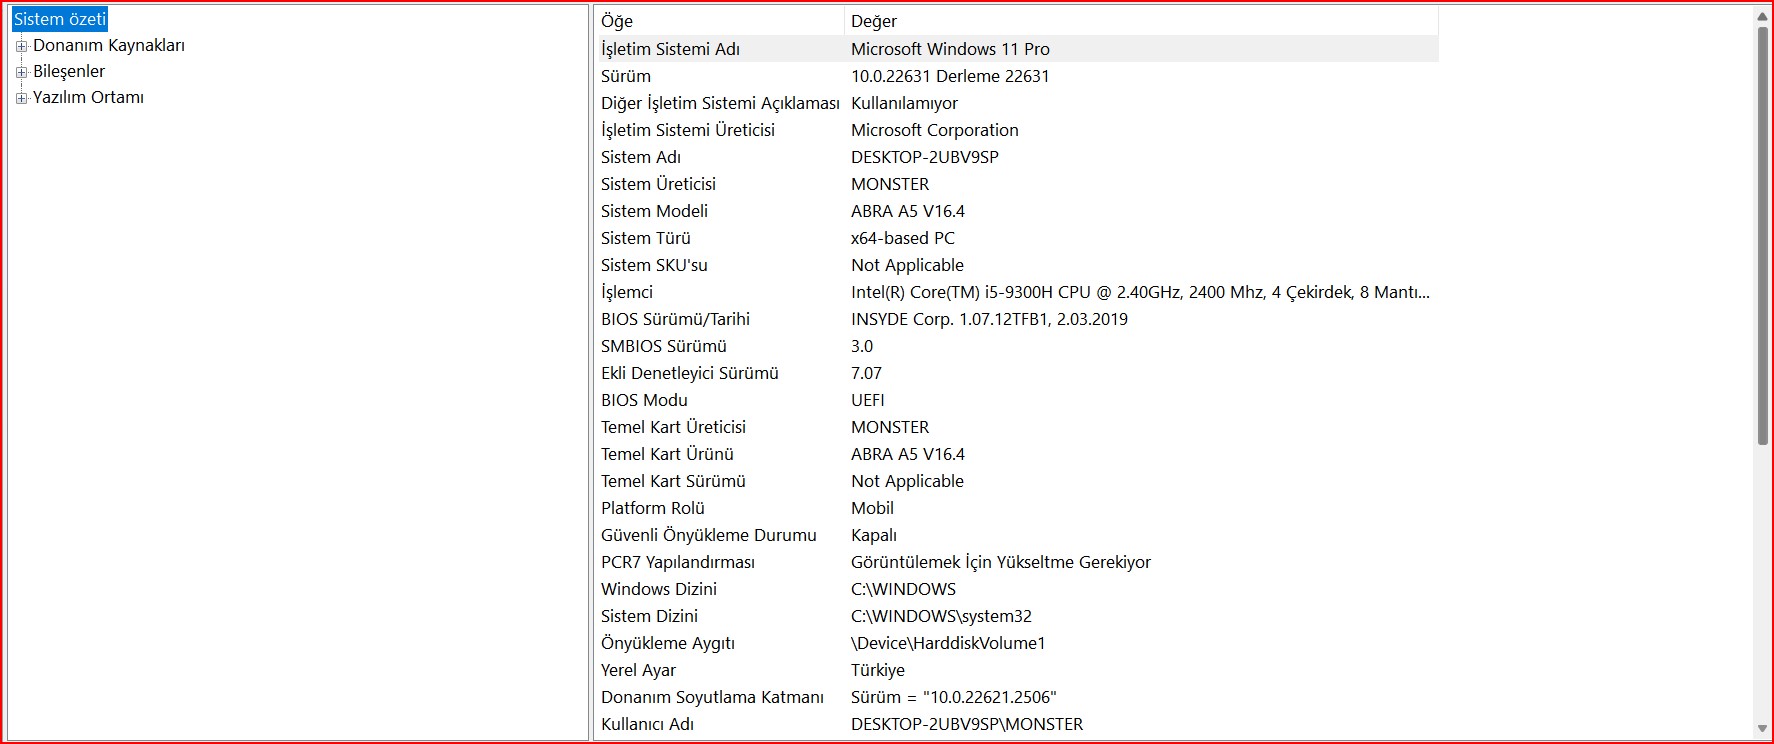 Sistem özeti
Donanım Kaynakları
Bileşenler
Yazılım Ortamı
Öğe Değer
İşletim Sistemi Adı Microsoft Windows 11 Pro
Sürüm 10.0.22631 Derleme 22631
Diğer İşletim Sistemi Açıklaması Kullanılamıyor
İşletim Sistemi Üreticisi Microsoft Corporation
Sistem Adı DESKTOP-2UBV9SP
Sistem Üreticisi MONSTER
Sistem Modeli ABRA A5 V16.4
Sistem Türü x64-based PC
Sistem SKU'su Not Applicable
İşlemci Intel(R) Core(TM) i5-9300H CPU @ 2.40GHz, 2400 Mhz, 4 Çekirdek, 8 Mantı...
BIOS Sürümü/Tarihi INSYDE Corp. 1.07.12TFB1, 2.03.2019
SMBIOS Sürümü 3.0
Ekli Denetleyici Sürümü 7.07
BIOS Modu UEFI
Temel Kart Üreticisi MONSTER
Temel Kart Ürünü ABRA A5 V16.4
Temel Kart Sürümü Not Applicable
Platform Rolü Mobil
Güvenli Önyükleme Durumu Kapalı
PCR7 Yapılandırması Görüntülemek İçin Yükseltme Gerekiyor
Windows Dizini C:\WINDOWS
Sistem Dizini C:\WINDOWS\system32
Önyükleme Aygıtı \Device\HarddiskVolume1
Yerel Ayar Türkiye
Donanım Soyutlama Katmanı Sürüm = "10.0.22621.2506"
Kullanıcı Adı DESKTOP-2UBV9SP\MONSTER